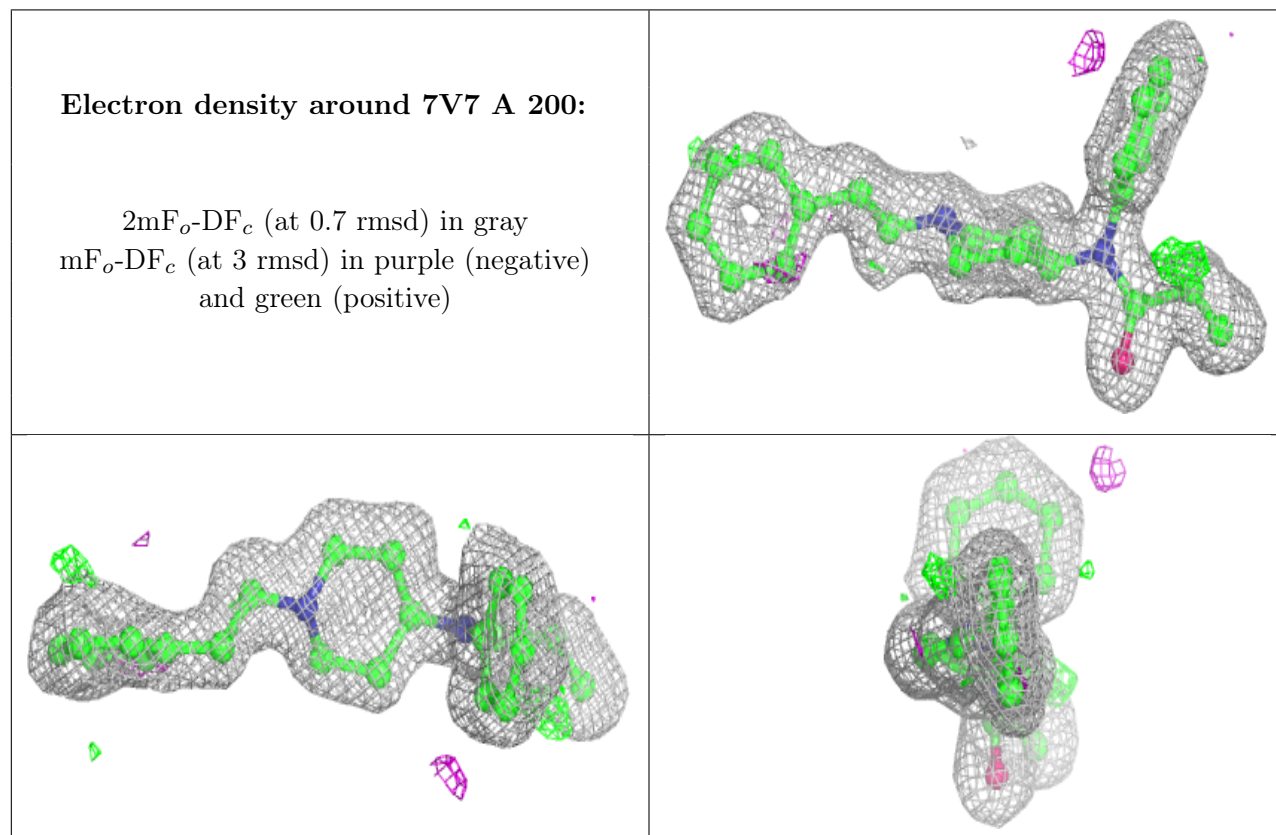 Electron density around 7V7 A 200:
2mFₒ-DF𝒸 (at 0.7 rmsd) in gray
mFₒ-DF𝒸 (at 3 rmsd) in purple (negative)
and green (positive)